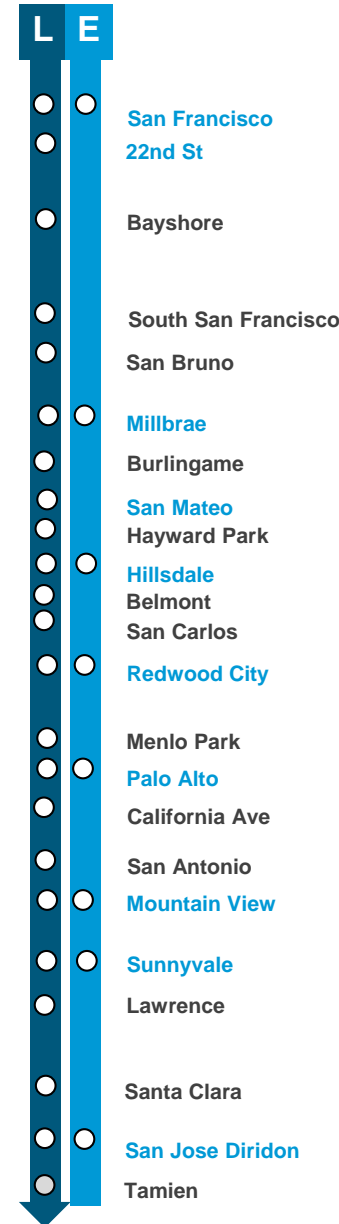 L E
San Francisco
22nd St
Bayshore
South San Francisco
San Bruno
Millbrae
Burlingame
San Mateo
Hayward Park
Hillsdale
Belmont
San Carlos
Redwood City
Menlo Park
Palo Alto
California Ave
San Antonio
Mountain View
Sunnyvale
Lawrence
Santa Clara
San Jose Diridon
Tamien